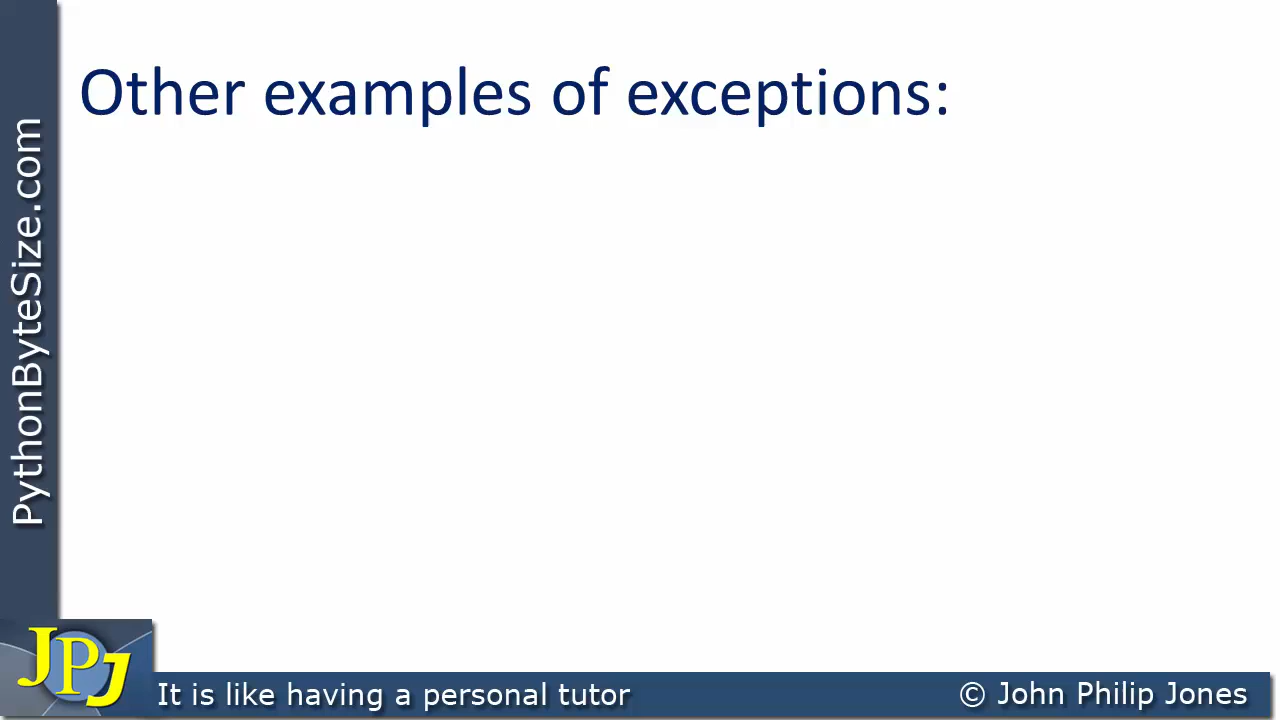 Other examples of exceptions:
PythonByteSize.com
JPJ
It is like having a personal tutor
© John Philip Jones